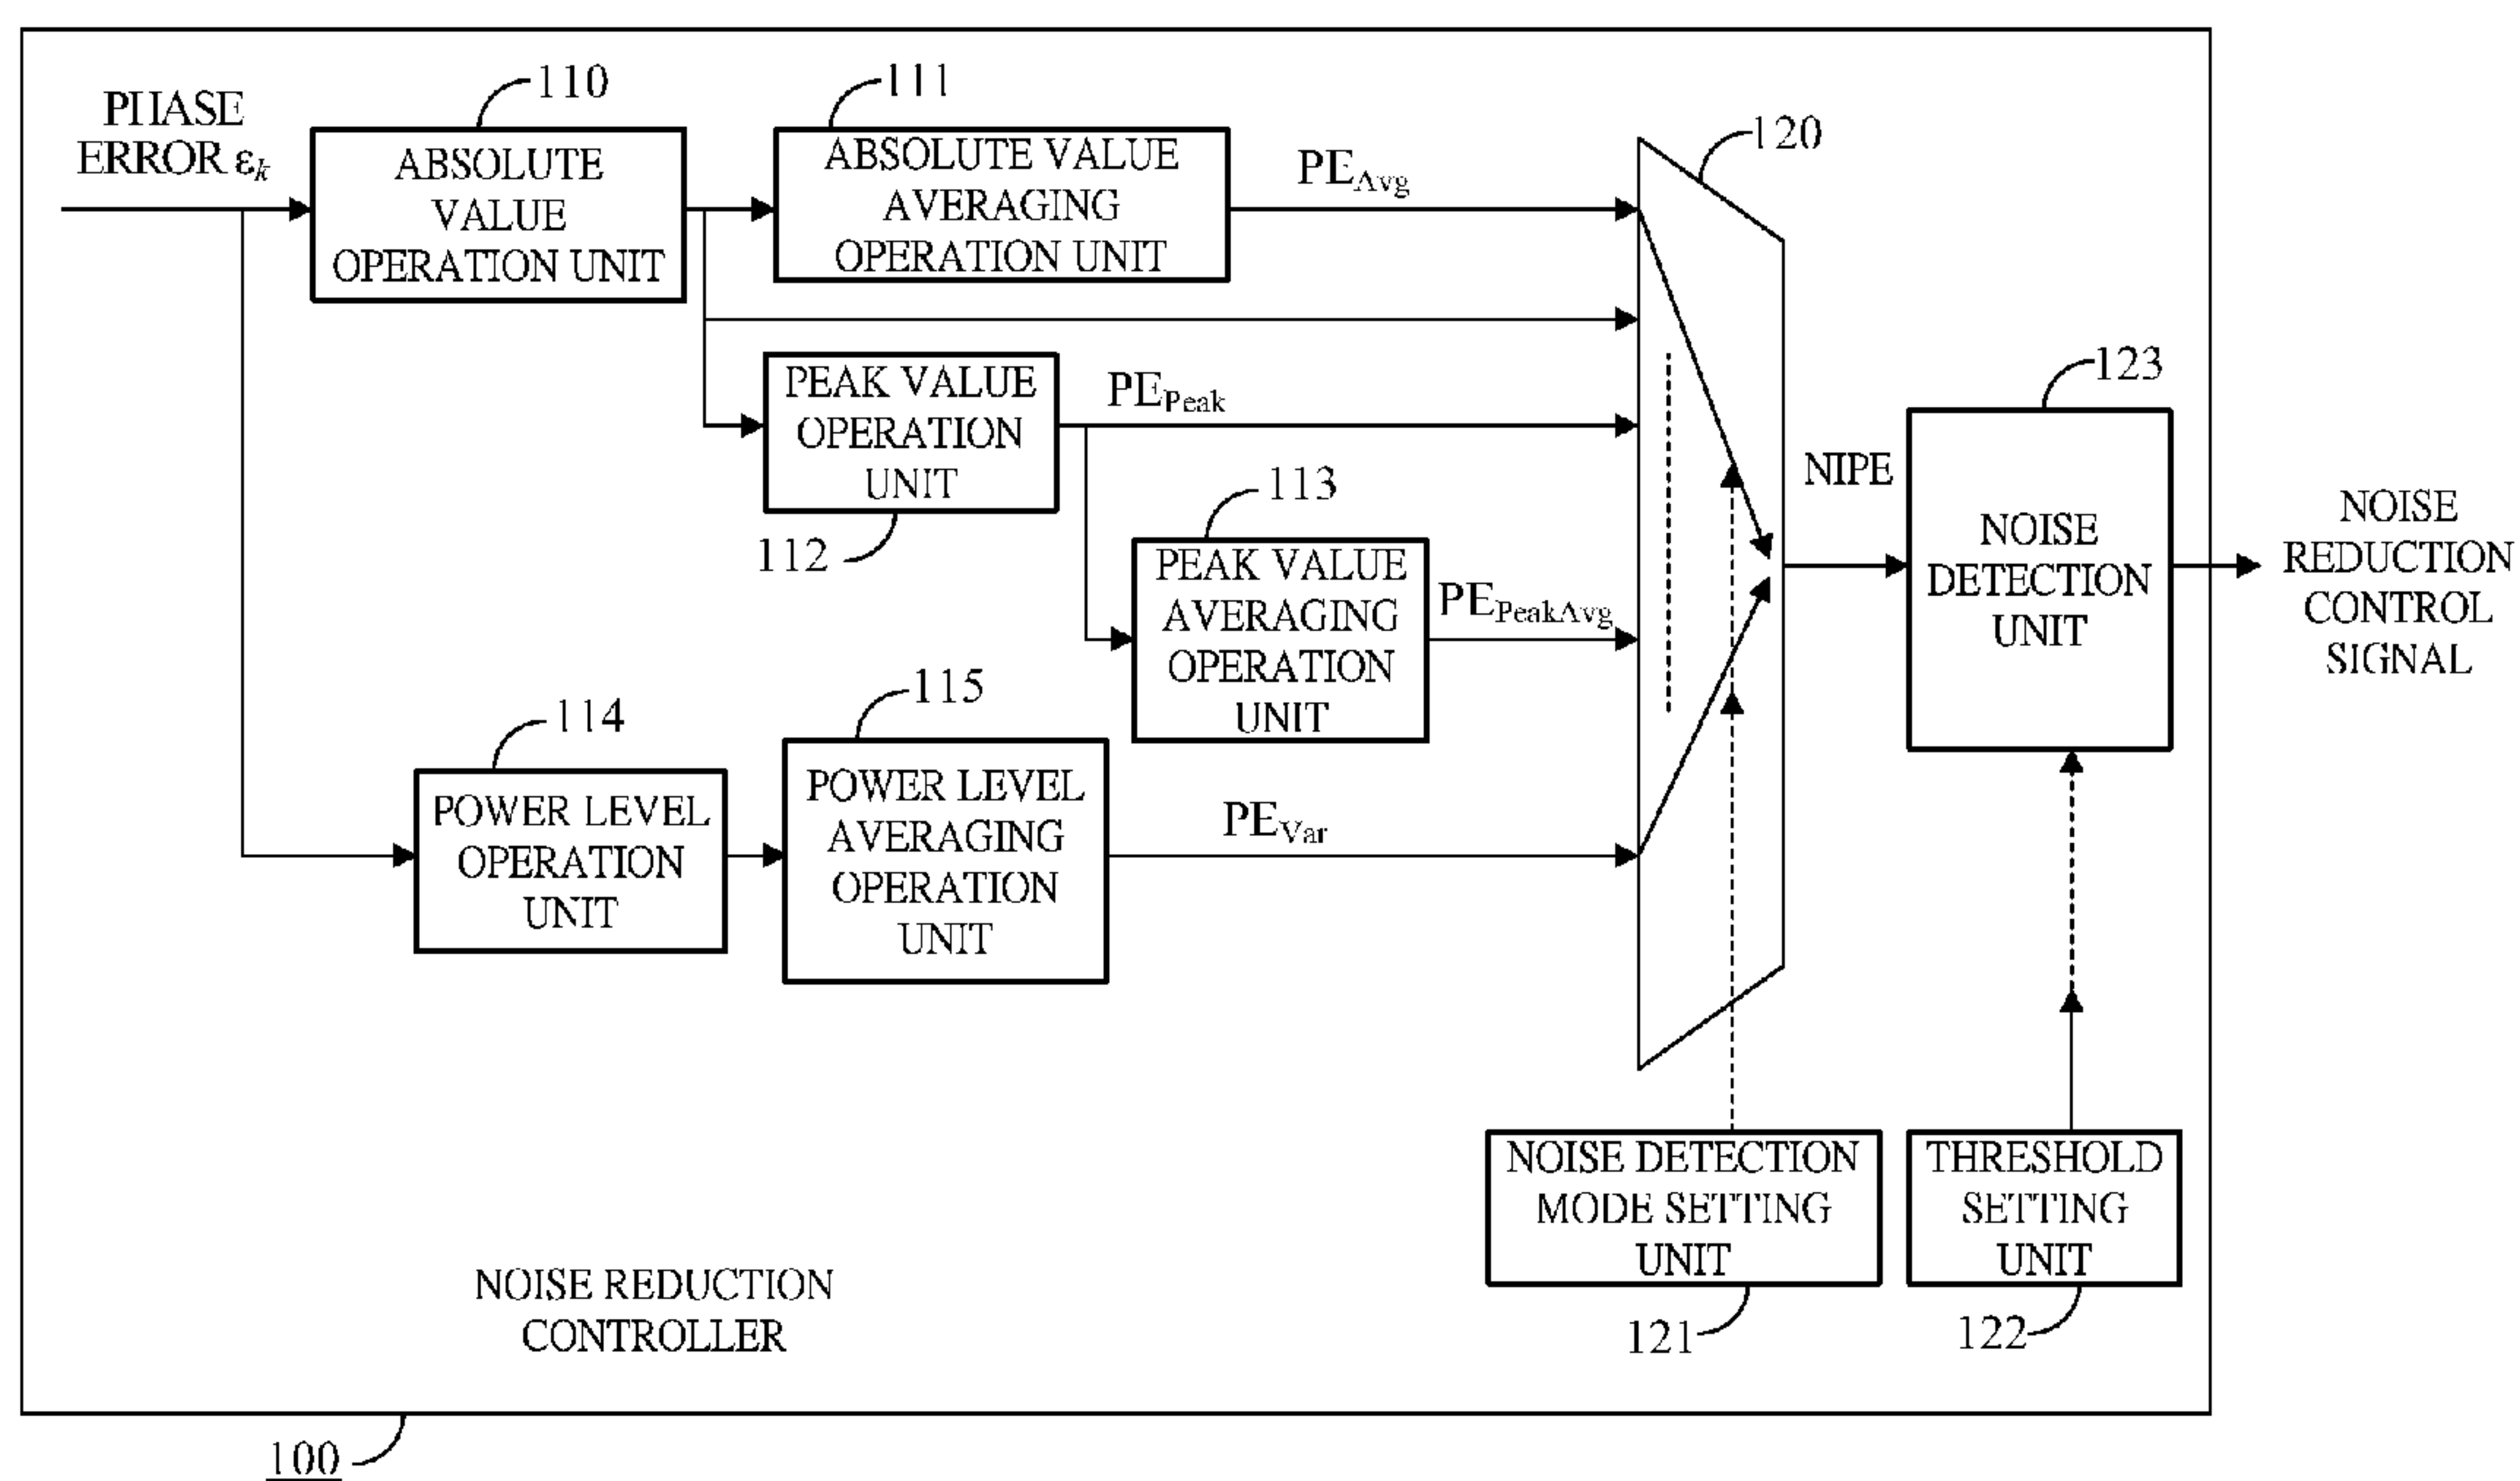 PHASE
ERROR εk
110
ABSOLUTE
VALUE
OPERATION UNIT
111
ABSOLUTE VALUE
AVERAGING
OPERATION UNIT
PEAvg
120
PEAK VALUE
OPERATION
UNIT
112
PEPeak
113
PEAK VALUE
AVERAGING
OPERATION
UNIT
PEPeakAvg
114
POWER LEVEL
OPERATION
UNIT
115
POWER LEVEL
AVERAGING
OPERATION
UNIT
PEVar
NIPE
123
NOISE
DETECTION
UNIT
NOISE
REDUCTION
CONTROL
SIGNAL
NOISE DETECTION
MODE SETTING
UNIT
121
THRESHOLD
SETTING
UNIT
122
NOISE REDUCTION
CONTROLLER
100